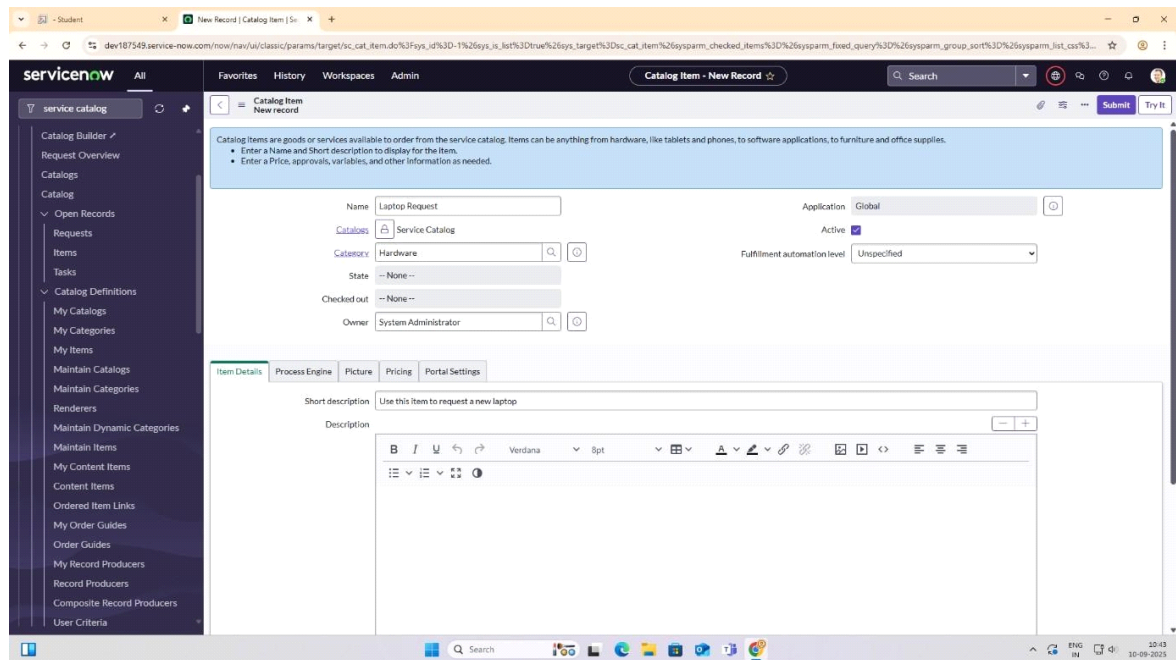 - Student
New Record | Catalog Item | Se
dev187549.service-now.com/now/nav/ui/classic/params/target/sc_cat_item.do%3Fsys_id%3D-1%26sys_is_list%3Dtrue%26sys_target%3Dsc_cat_item%26sysparm_checked_items%3D%26sysparm_fixed_query%3D%26sysparm_group_sort%3D%26sysparm_list_css%3...
servicenow All Favorites History Workspaces Admin Catalog Item - New Record Search
service catalog
Catalog Builder
Request Overview
Catalogs
Catalog
Open Records
Requests
Items
Tasks
Catalog Definitions
My Catalogs
My Categories
My Items
Maintain Catalogs
Maintain Categories
Renderers
Maintain Dynamic Categories
Maintain Items
My Content Items
Content Items
Ordered Item Links
My Order Guides
Order Guides
My Record Producers
Record Producers
Composite Record Producers
User Criteria
Catalog Item
New record
Submit Try It
Catalog items are goods or services available to order from the service catalog. Items can be anything from hardware, like tablets and phones, to software applications, to furniture and office supplies.
• Enter a Name and Short description to display for the item.
• Enter a Price, approvals, variables, and other information as needed.
Name Laptop Request
Catalogs Service Catalog
Category Hardware
State -- None --
Checked out -- None --
Owner System Administrator
Application Global
Active
Fulfillment automation level Unspecified
Item Details Process Engine Picture Pricing Portal Settings
Short description Use this item to request a new laptop
Description
B I U Verdana 8pt A
Search
ENG
IN
10:43
10-09-2025